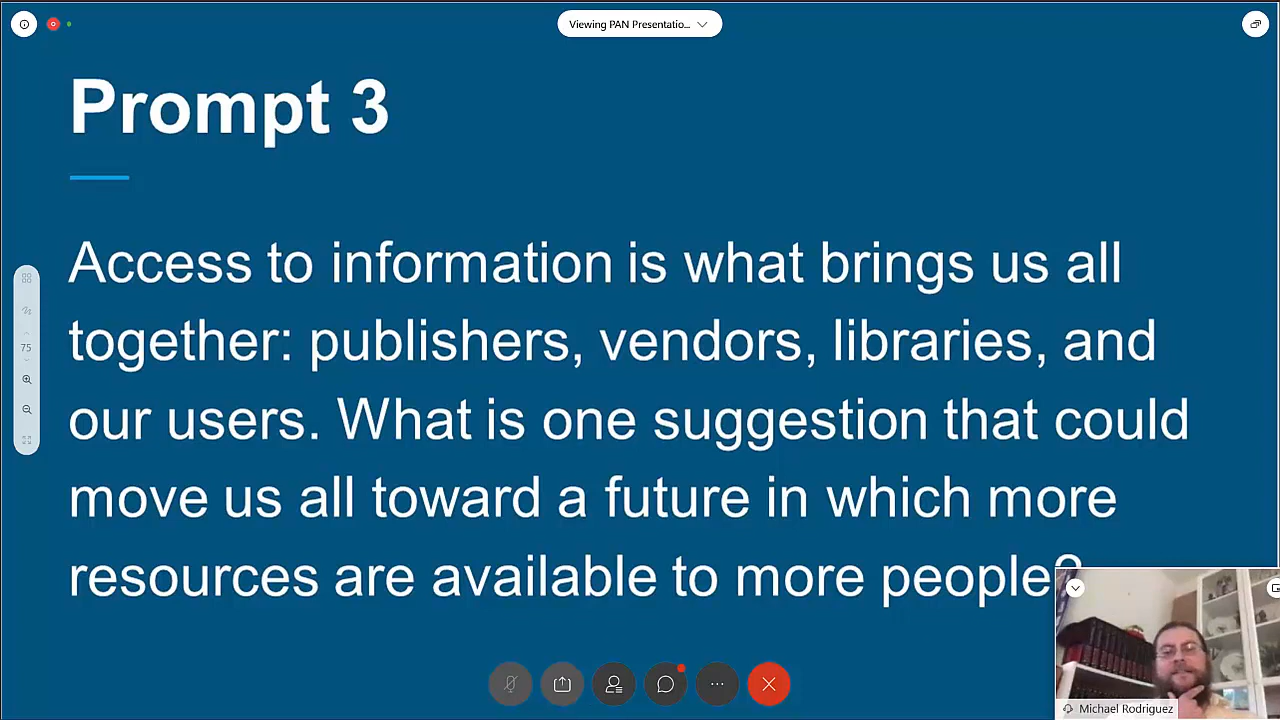 Viewing PAN Presentatio...
Prompt 3
Access to information is what brings us all
together: publishers, vendors, libraries, and
our users. What is one suggestion that could
move us all toward a future in which more
resources are available to more people?
75
Michael Rodriguez